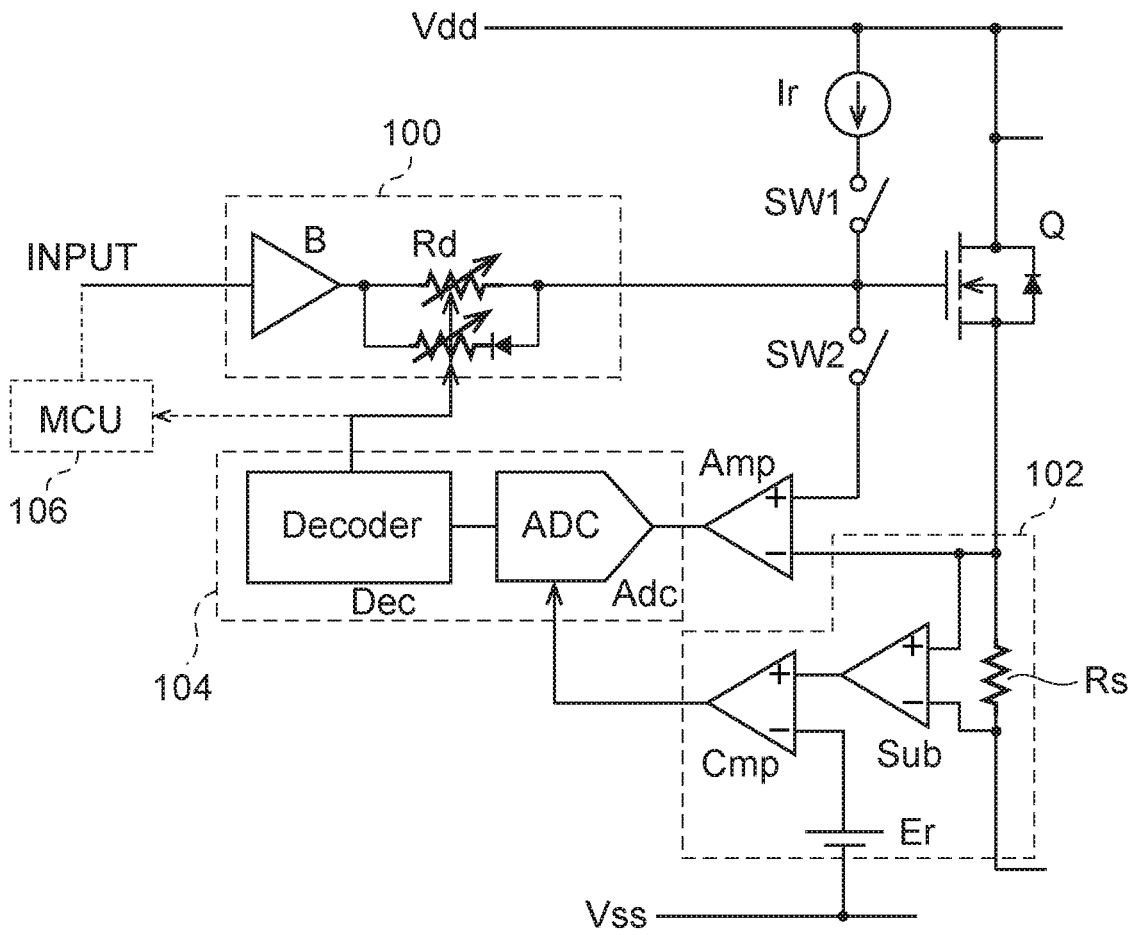 Vdd
Ir
100
SW1
Q
INPUT
B
Rd
SW2
MCU
106
Amp
102
+
−
Decoder
ADC
Dec
Adc
104
+
−
+
−
Rs
Sub
Cmp
Er
Vss